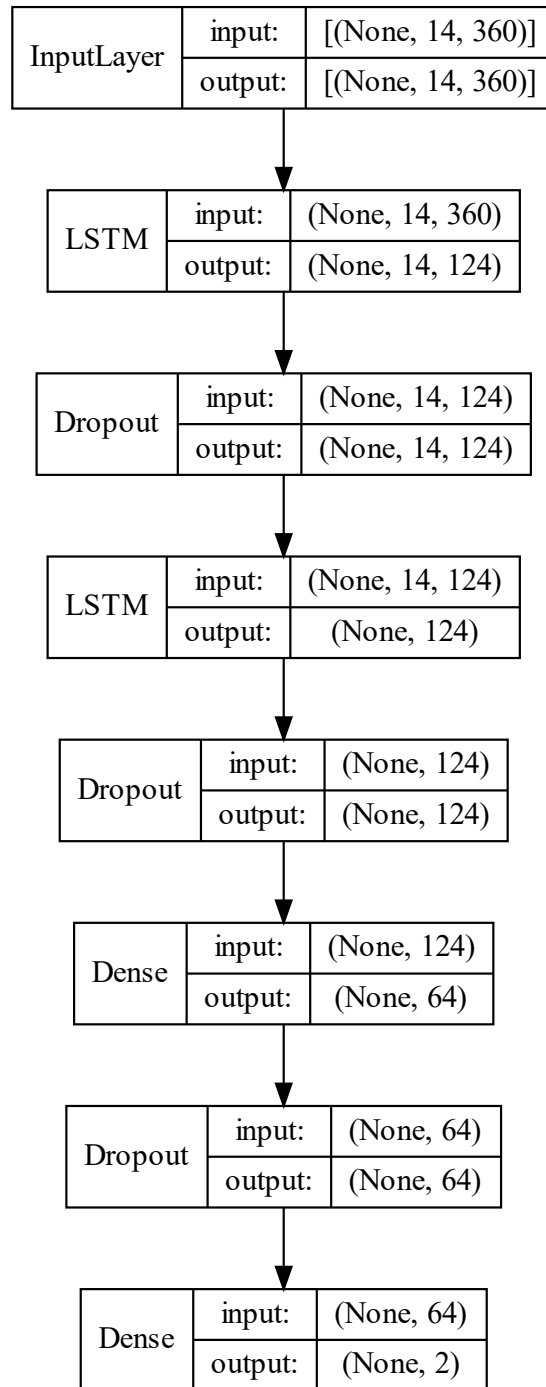 InputLayer
input: [(None, 14, 360)]
output: [(None, 14, 360)]
LSTM
input: (None, 14, 360)
output: (None, 14, 124)
Dropout
input: (None, 14, 124)
output: (None, 14, 124)
LSTM
input: (None, 14, 124)
output: (None, 124)
Dropout
input: (None, 124)
output: (None, 124)
Dense
input: (None, 124)
output: (None, 64)
Dropout
input: (None, 64)
output: (None, 64)
Dense
input: (None, 64)
output: (None, 2)